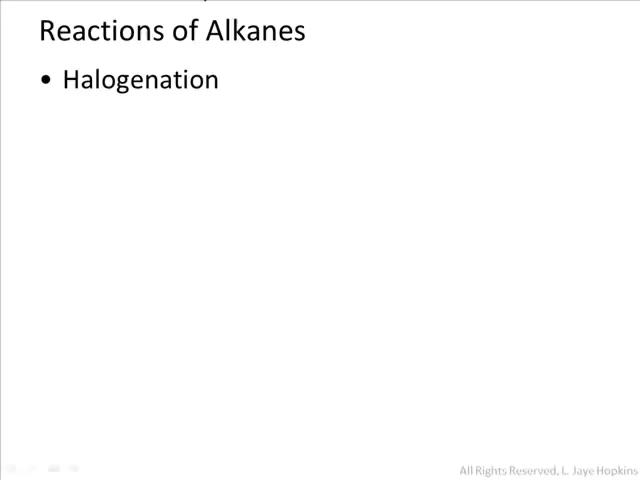 Reactions of Alkanes
• Halogenation
All Rights Reserved, L. Jaye Hopkins